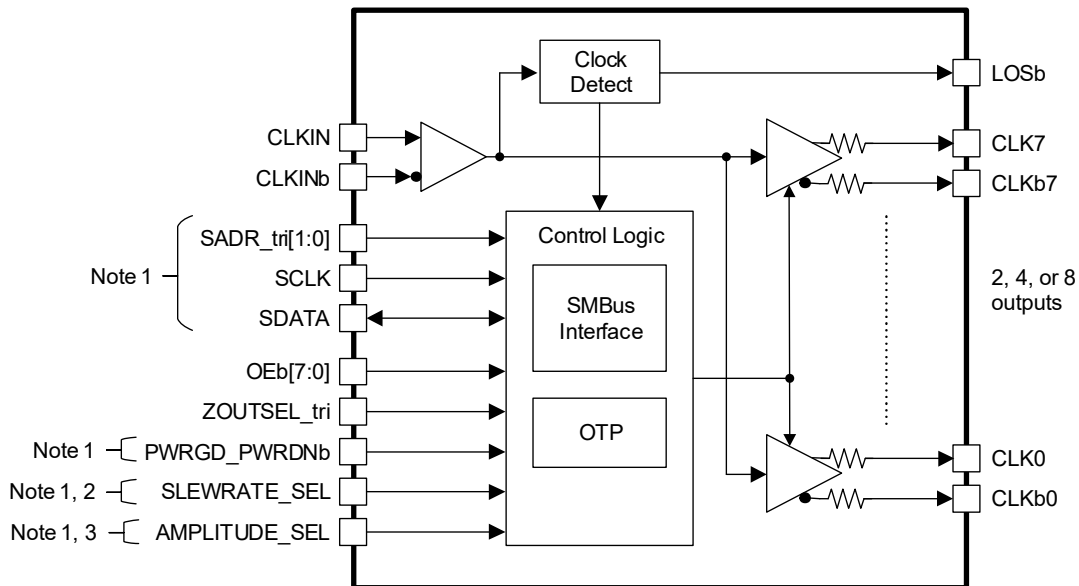 Clock
Detect
LOSb
CLKIN
CLKINb
CLK7
CLKb7
SADR_tri[1:0]
SCLK
SDATA
Note 1
Control Logic
SMBus
Interface
2, 4, or 8
outputs
OEb[7:0]
ZOUTSEL_tri
OTP
Note 1
PWRGD_PWRDNb
Note 1, 2
SLEWRATE_SEL
Note 1, 3
AMPLITUDE_SEL
CLK0
CLKb0